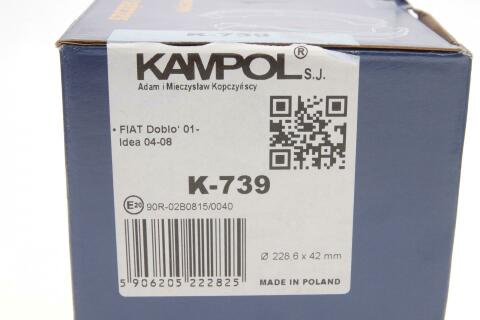 K-739
KAMPOL® S.J.
Adam i Mieczysław Kopczyńscy
• FIAT Doblo' 01-
Idea 04-08
K-739
E20 90R-02B0815/0040
Ø 228,6 x 42 mm
5 906205 222825
MADE IN POLAND